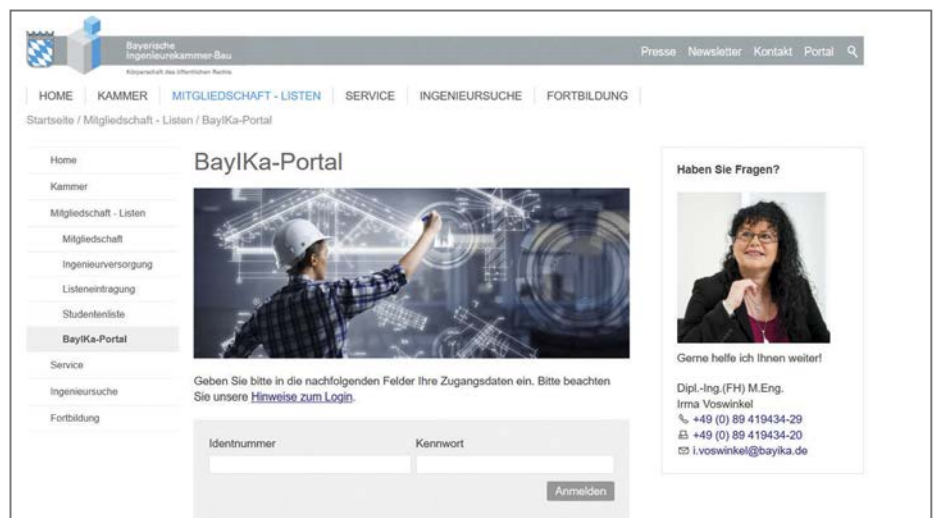 Bayerische
Ingenieurekammer-Bau
Körperschaft des öffentlichen Rechts
Presse Newsletter Kontakt Portal
HOME KAMMER MITGLIEDSCHAFT - LISTEN SERVICE INGENIEURSUCHE FORTBILDUNG
Startseite / Mitgliedschaft - Listen / BayIKa-Portal
Home
Kammer
Mitgliedschaft - Listen
Mitgliedschaft
Ingenieurversorgung
Listeneintragung
Studentenliste
BayIKa-Portal
Service
Ingenieursuche
Fortbildung
BayIKa-Portal
Geben Sie bitte in die nachfolgenden Felder Ihre Zugangsdaten ein. Bitte beachten
Sie unsere Hinweise zum Login.
Identnummer Kennwort
Anmelden
Haben Sie Fragen?
Gerne helfe ich Ihnen weiter!
Dipl.-Ing.(FH) M.Eng.
Irma Voswinkel
+49 (0) 89 419434-29
+49 (0) 89 419434-20
i.voswinkel@bayika.de